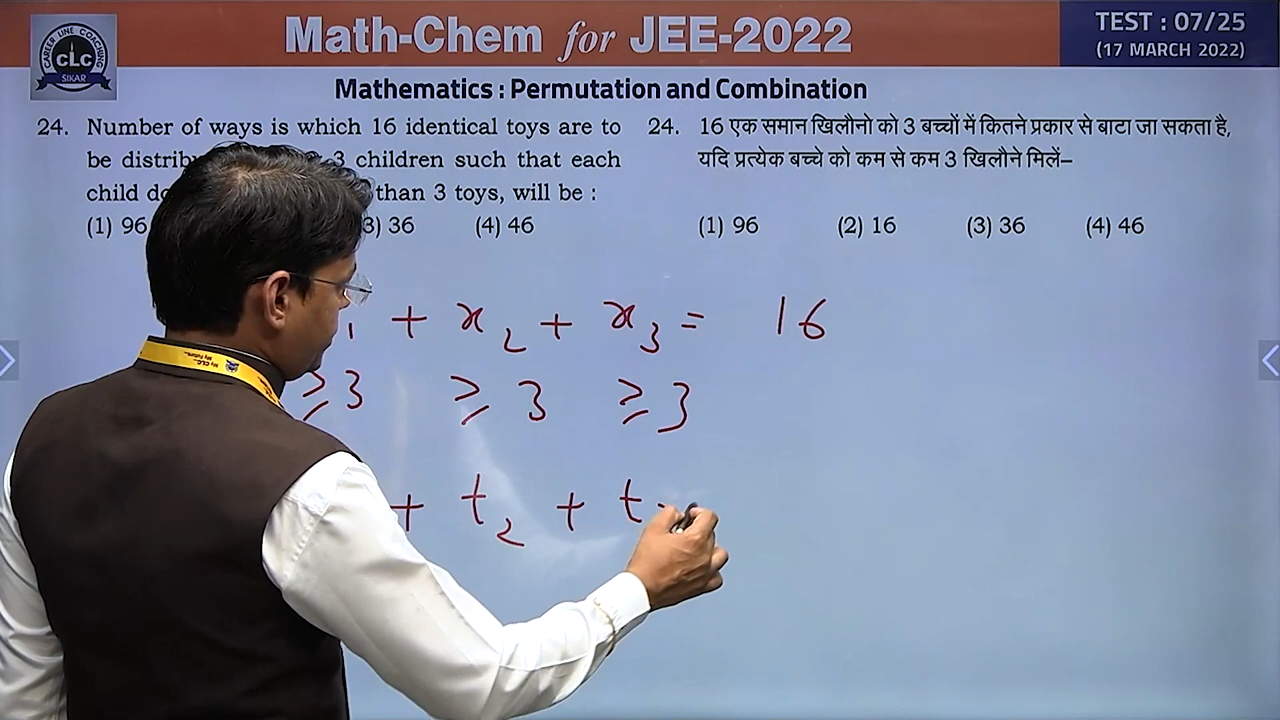 Math-Chem for JEE-2022
TEST : 07/25
(17 MARCH 2022)
CAREER LINE COACHING
CLC
SIKAR
Mathematics : Permutation and Combination
24. Number of ways is which 16 identical toys are to
be 3 children such that each
child than 3 toys, will be :
(1) 96 (3) 36 (4) 46
24. 16 एक समान खिलौनो को 3 बच्चों में कितने प्रकार से बाटा जा सकता है,
यदि प्रत्येक बच्चे को कम से कम 3 खिलौने मिलें–
(1) 96 (2) 16 (3) 36 (4) 46
1 + x2 + x3 = 16
≥3 ≥3 ≥3
+ t2 + t